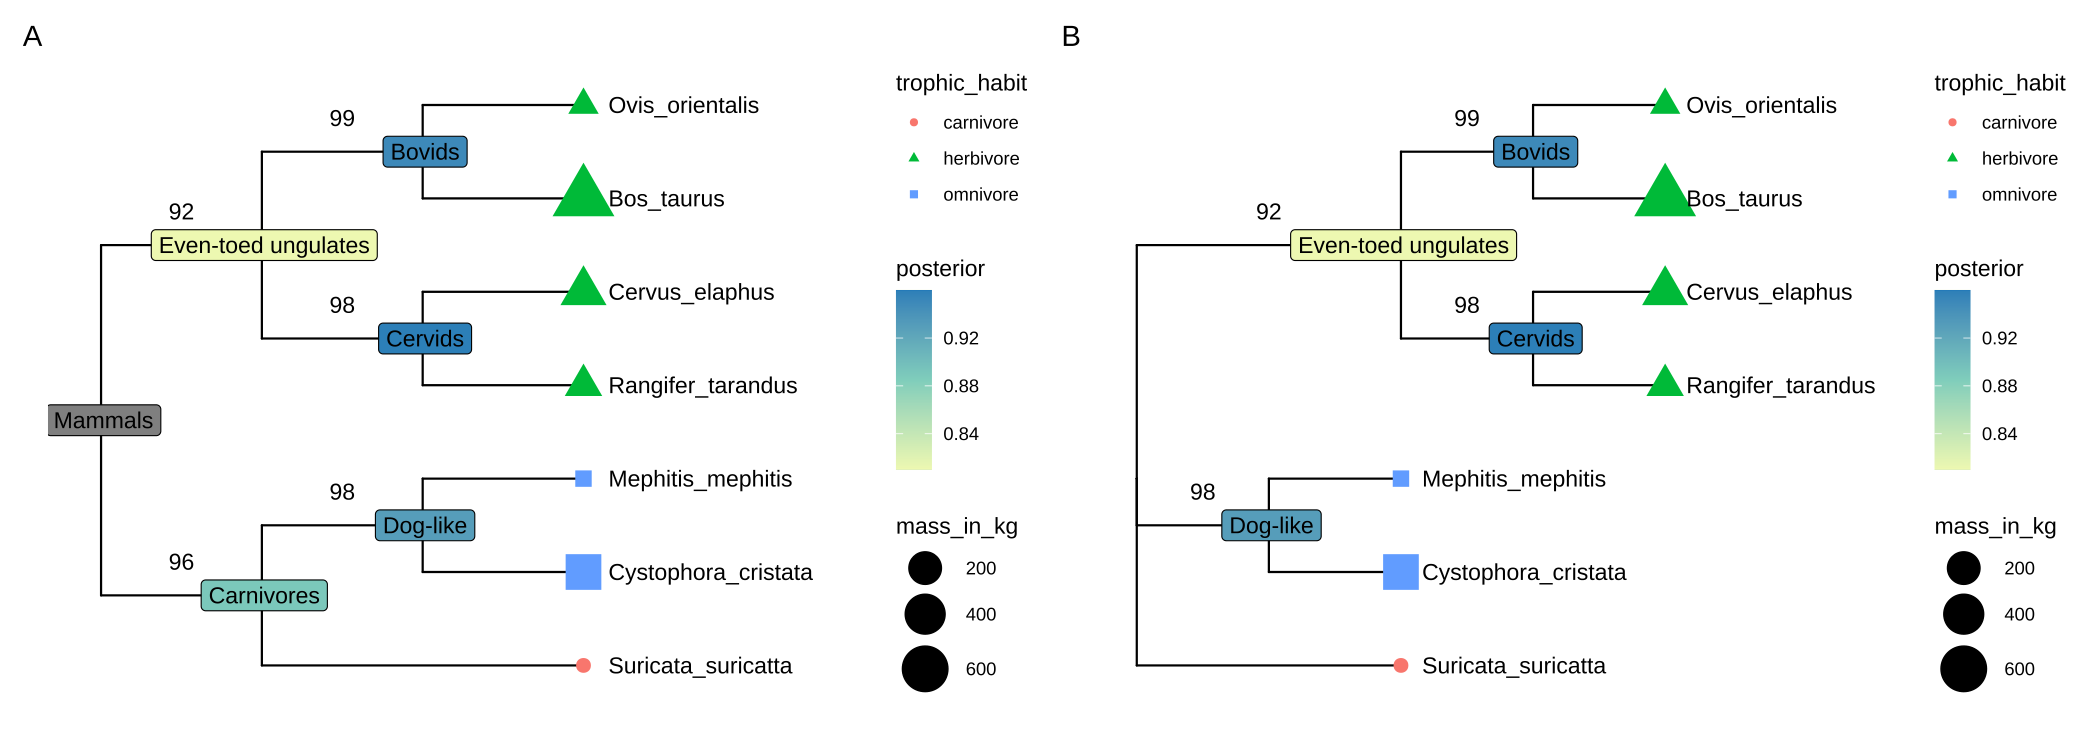 A
99
Ovis_orientalis
Bovids
Bos_taurus
92
Even-toed ungulates
98
Cervus_elaphus
Cervids
Rangifer_tarandus
Mammals
98
Mephitis_mephitis
Dog-like
Cystophora_cristata
96
Carnivores
Suricata_suricatta
trophic_habit
carnivore
herbivore
omnivore
posterior
0.92
0.88
0.84
mass_in_kg
200
400
600
B
99
Ovis_orientalis
Bovids
Bos_taurus
92
Even-toed ungulates
98
Cervus_elaphus
Cervids
Rangifer_tarandus
98
Mephitis_mephitis
Dog-like
Cystophora_cristata
Suricata_suricatta
trophic_habit
carnivore
herbivore
omnivore
posterior
0.92
0.88
0.84
mass_in_kg
200
400
600